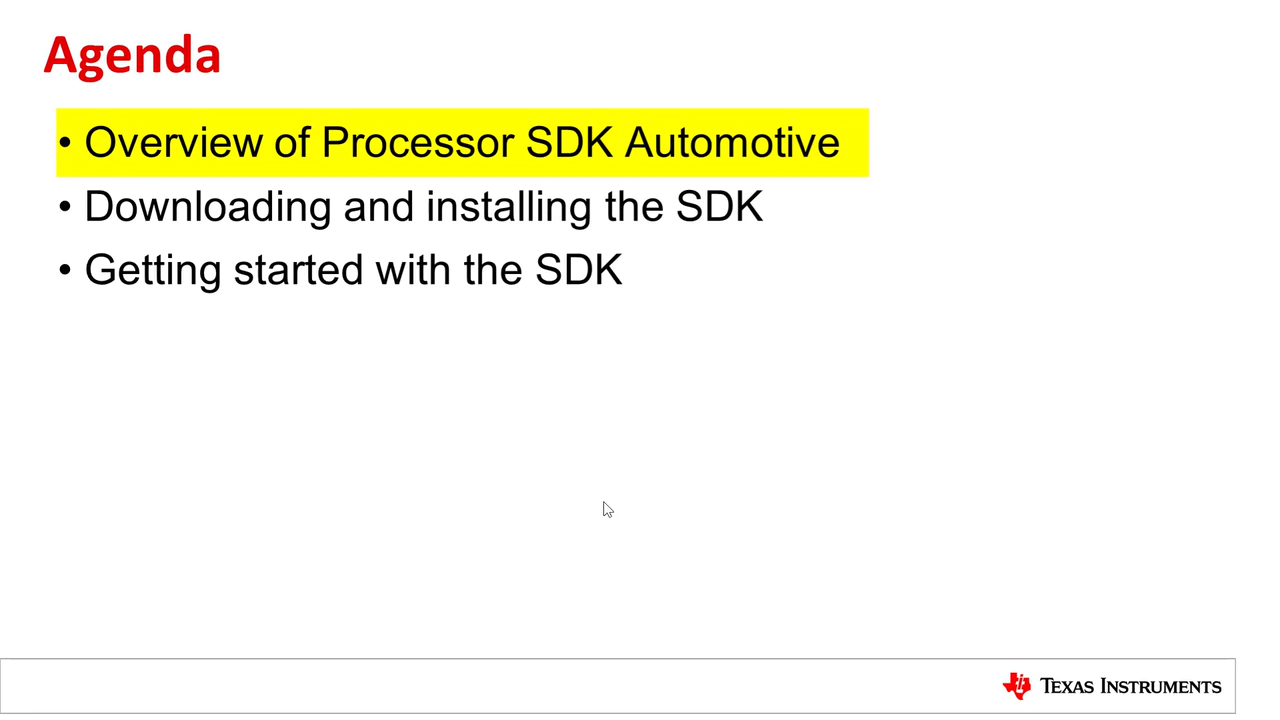 Agenda
• Overview of Processor SDK Automotive
• Downloading and installing the SDK
• Getting started with the SDK
TEXAS INSTRUMENTS